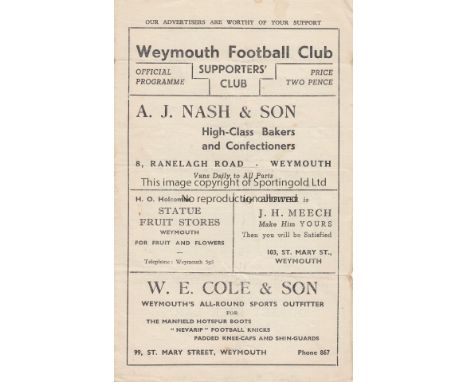 OUR ADVERTISERS ARE WORTHY OF YOUR SUPPORT
Weymouth Football Club
OFFICIAL PROGRAMME
SUPPORTERS' CLUB
PRICE TWO PENCE
A. J. NASH & SON
High-Class Bakers
and Confectioners
8, RANELAGH ROAD - WEYMOUTH
Vans Daily to All Parts
This image copyright of Sportingold Ltd
No reproduction allowed
H. O. Holcombe
STATUE
FRUIT STORES
WEYMOUTH
FOR FRUIT AND FLOWERS
—
Telephone: Weymouth
is
J. H. MEECH
Make Him YOURS
Then you will be Satisfied
103, ST. MARY ST.,
WEYMOUTH
W. E. COLE & SON
WEYMOUTH'S ALL-ROUND SPORTS OUTFITTER
FOR
THE MANFIELD HOTSPUR BOOTS
"NEVARIP" FOOTBALL KNICKS
PADDED KNEE-CAPS AND SHIN-GUARDS
99, ST. MARY STREET, WEYMOUTH Phone 867